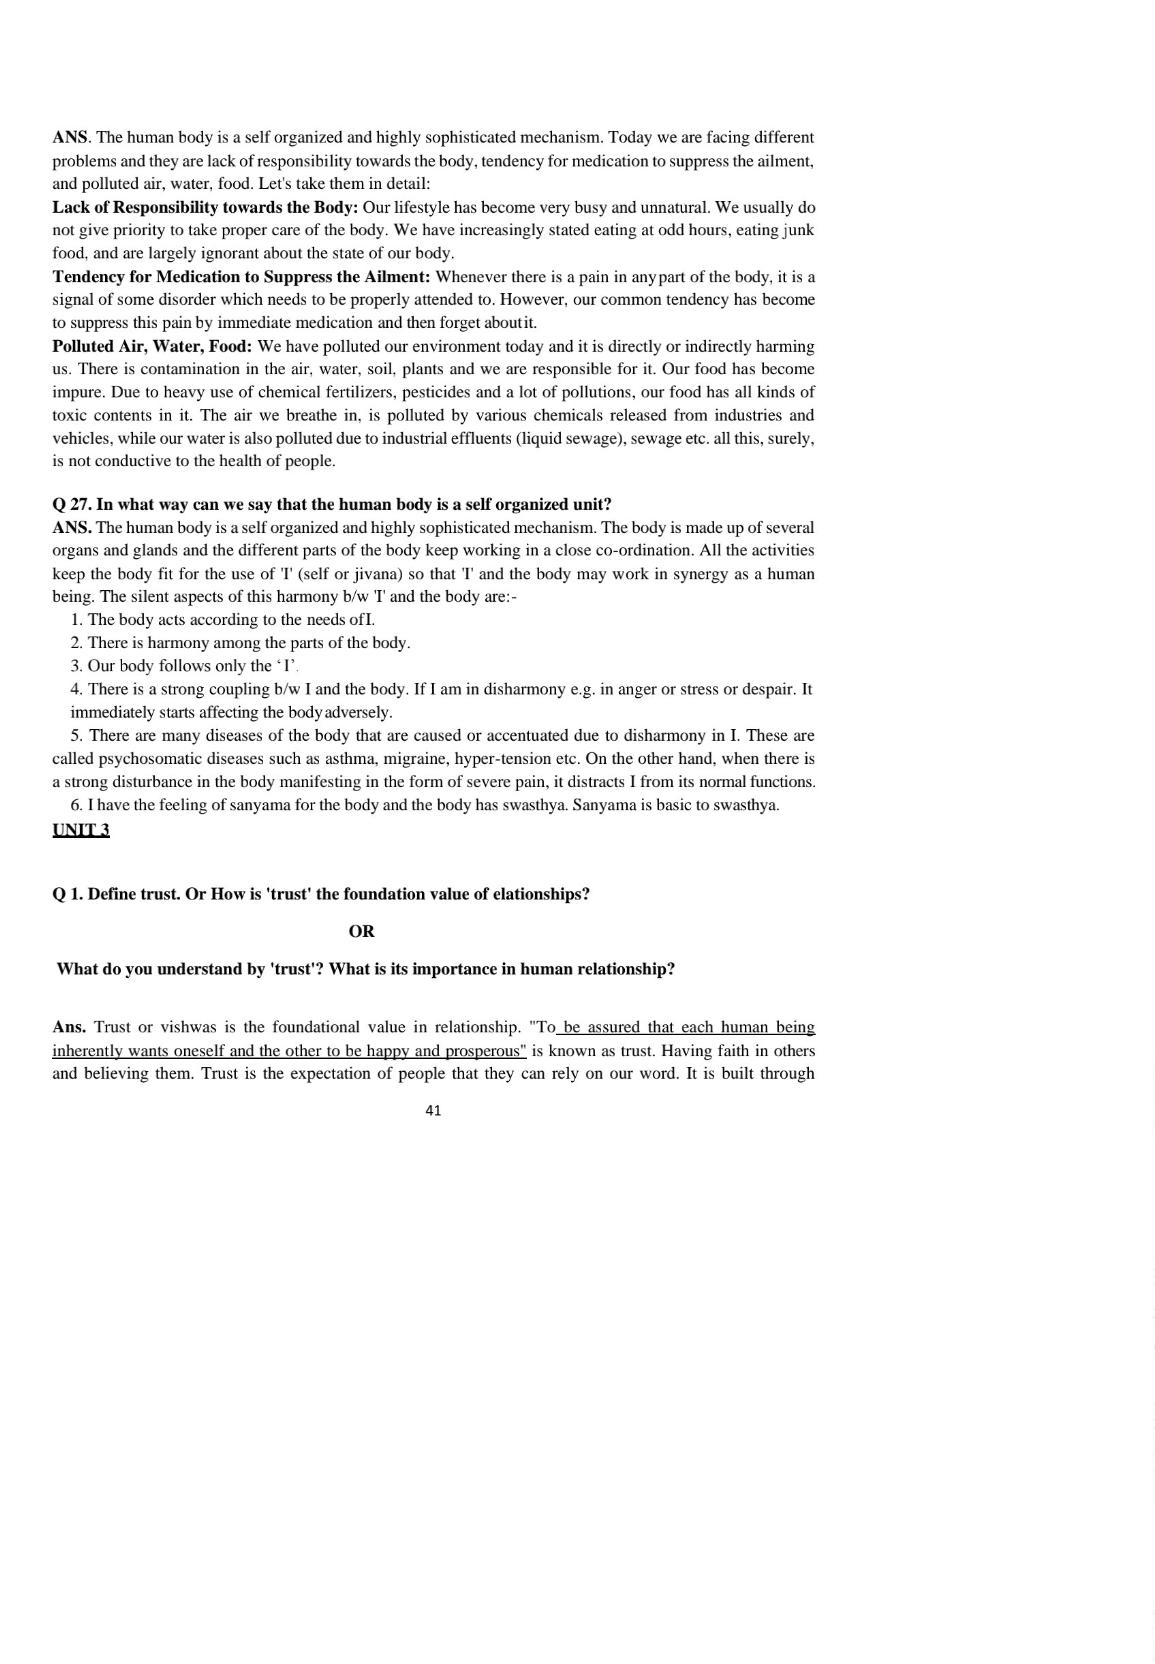 ANS. The human body is a self organized and highly sophisticated mechanism. Today we are facing different
problems and they are lack of responsibility towards the body, tendency for medication to suppress the ailment,
and polluted air, water, food. Let's take them in detail:
Lack of Responsibility towards the Body: Our lifestyle has become very busy and unnatural. We usually do
not give priority to take proper care of the body. We have increasingly stated eating at odd hours, eating junk
food, and are largely ignorant about the state of our body.
Tendency for Medication to Suppress the Ailment: Whenever there is a pain in any part of the body, it is a
signal of some disorder which needs to be properly attended to. However, our common tendency has become
to suppress this pain by immediate medication and then forget about it.
Polluted Air, Water, Food: We have polluted our environment today and it is directly or indirectly harming
us. There is contamination in the air, water, soil, plants and we are responsible for it. Our food has become
impure. Due to heavy use of chemical fertilizers, pesticides and a lot of pollutions, our food has all kinds of
toxic contents in it. The air we breathe in, is polluted by various chemicals released from industries and
vehicles, while our water is also polluted due to industrial effluents (liquid sewage), sewage etc. all this, surely,
is not conductive to the health of people.
Q 27. In what way can we say that the human body is a self organized unit?
ANS. The human body is a self organized and highly sophisticated mechanism. The body is made up of several
organs and glands and the different parts of the body keep working in a close co-ordination. All the activities
keep the body fit for the use of 'I' (self or jivana) so that 'I' and the body may work in synergy as a human
being. The silent aspects of this harmony b/w 'I' and the body are:-
1. The body acts according to the needs of I.
2. There is harmony among the parts of the body.
3. Our body follows only the ‘I’.
4. There is a strong coupling b/w I and the body. If I am in disharmony e.g. in anger or stress or despair. It
immediately starts affecting the body adversely.
5. There are many diseases of the body that are caused or accentuated due to disharmony in I. These are
called psychosomatic diseases such as asthma, migraine, hyper-tension etc. On the other hand, when there is
a strong disturbance in the body manifesting in the form of severe pain, it distracts I from its normal functions.
6. I have the feeling of sanyama for the body and the body has swasthya. Sanyama is basic to swasthya.
UNIT 3
Q 1. Define trust. Or How is 'trust' the foundation value of elationships?
OR
What do you understand by 'trust'? What is its importance in human relationship?
Ans. Trust or vishwas is the foundational value in relationship. "To be assured that each human being
inherently wants oneself and the other to be happy and prosperous" is known as trust. Having faith in others
and believing them. Trust is the expectation of people that they can rely on our word. It is built through
41